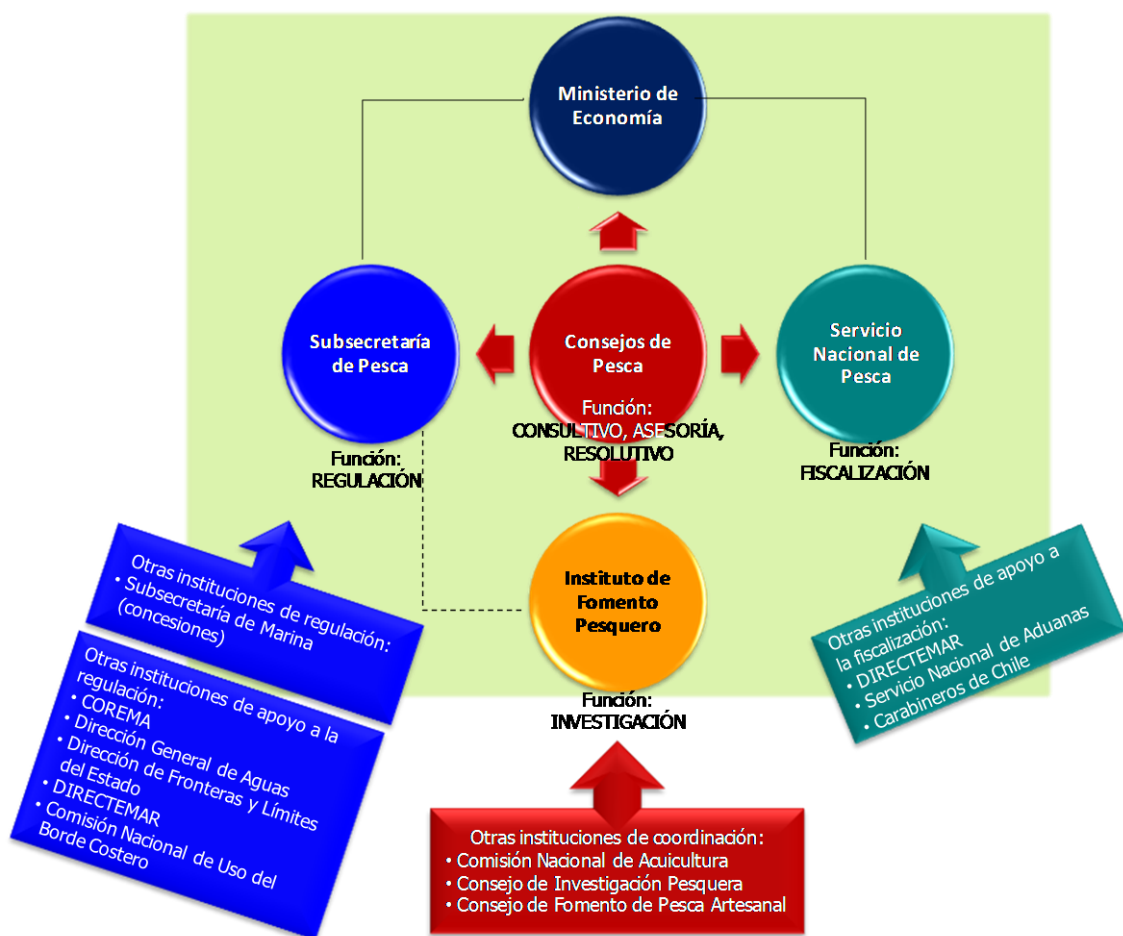 Ministerio de
Economía
Subsecretaría
de Pesca
Función:
REGULACIÓN
Consejos de
Pesca
Función:
CONSULTIVO, ASESORÍA,
RESOLUTIVO
Servicio
Nacional de
Pesca
Función:
FISCALIZACIÓN
Instituto de
Fomento
Pesquero
Función:
INVESTIGACIÓN
Otras instituciones de regulación:
• Subsecretaría de Marina
(concesiones)
Otras instituciones de apoyo a la
regulación:
• COREMA
• Dirección General de Aguas
• Dirección de Fronteras y Límites
del Estado
• DIRECTEMAR
• Comisión Nacional de Uso del
Borde Costero
Otras instituciones de coordinación:
• Comisión Nacional de Acuicultura
• Consejo de Investigación Pesquera
• Consejo de Fomento de Pesca Artesanal
Otras instituciones de apoyo a
la fiscalización:
• DIRECTEMAR
• Servicio Nacional de Aduanas
• Carabineros de Chile